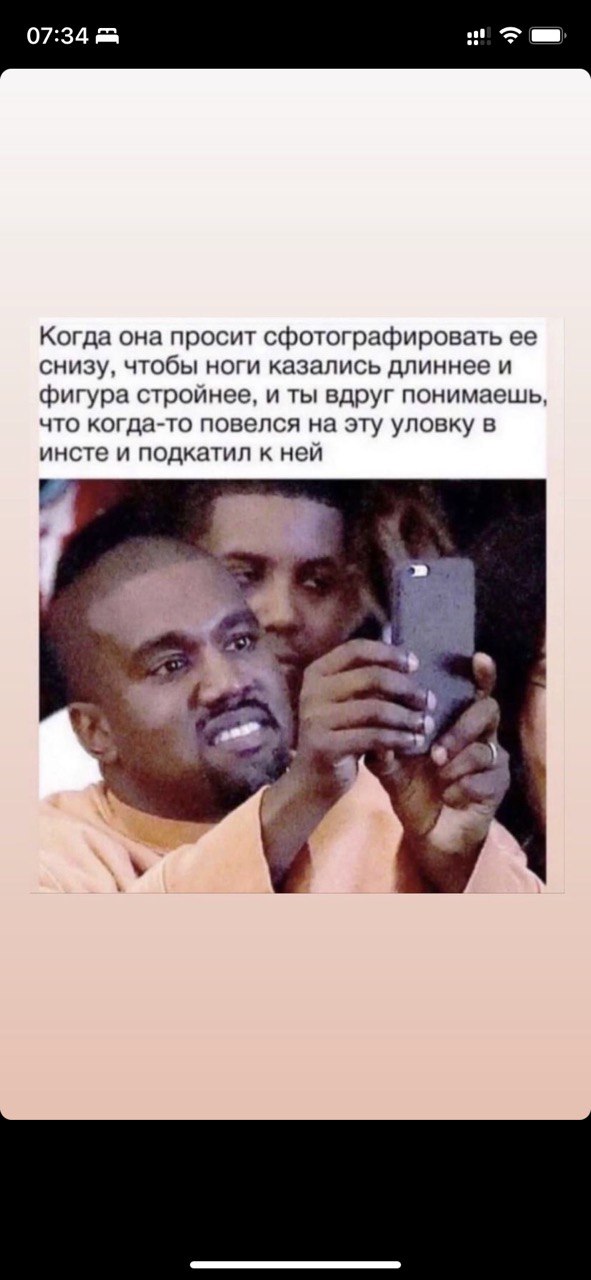 07:34
Когда она просит сфотографировать ее
снизу, чтобы ноги казались длиннее и
фигура стройнее, и ты вдруг понимаешь,
что когда-то повелся на эту уловку в
инсте и подкатил к ней